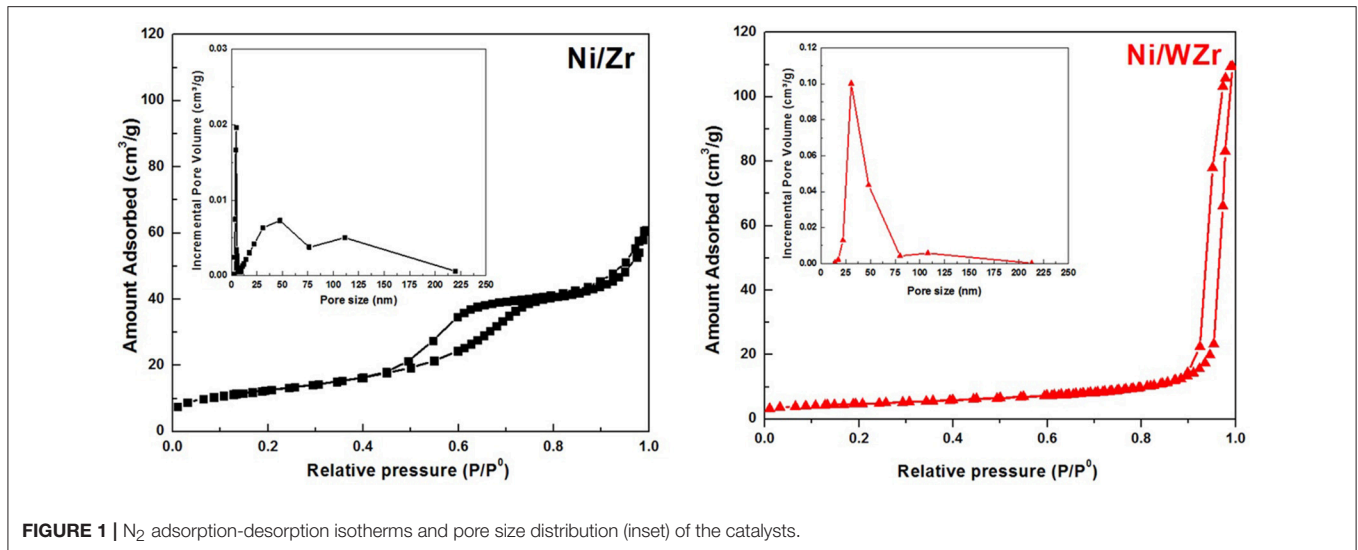 Ni/Zr
Amount Adsorbed (cm³/g)
120
100
80
60
40
20
0
0.0 0.2 0.4 0.6 0.8 1.0
Relative pressure (P/P⁰)
Incremental Pore Volume (cm³/g)
0.03
0.02
0.01
0.00
0 25 50 75 100 125 150 175 200 225 250
Pore size (nm)
Ni/WZr
Amount Adsorbed (cm³/g)
120
100
80
60
40
20
0
0.0 0.2 0.4 0.6 0.8 1.0
Relative pressure (P/P⁰)
Incremental Pore Volume (cm³/g)
0.12
0.10
0.08
0.06
0.04
0.02
0.00
0 25 50 75 100 125 150 175 200 225 250
Pore size (nm)
FIGURE 1 | N₂ adsorption-desorption isotherms and pore size distribution (inset) of the catalysts.